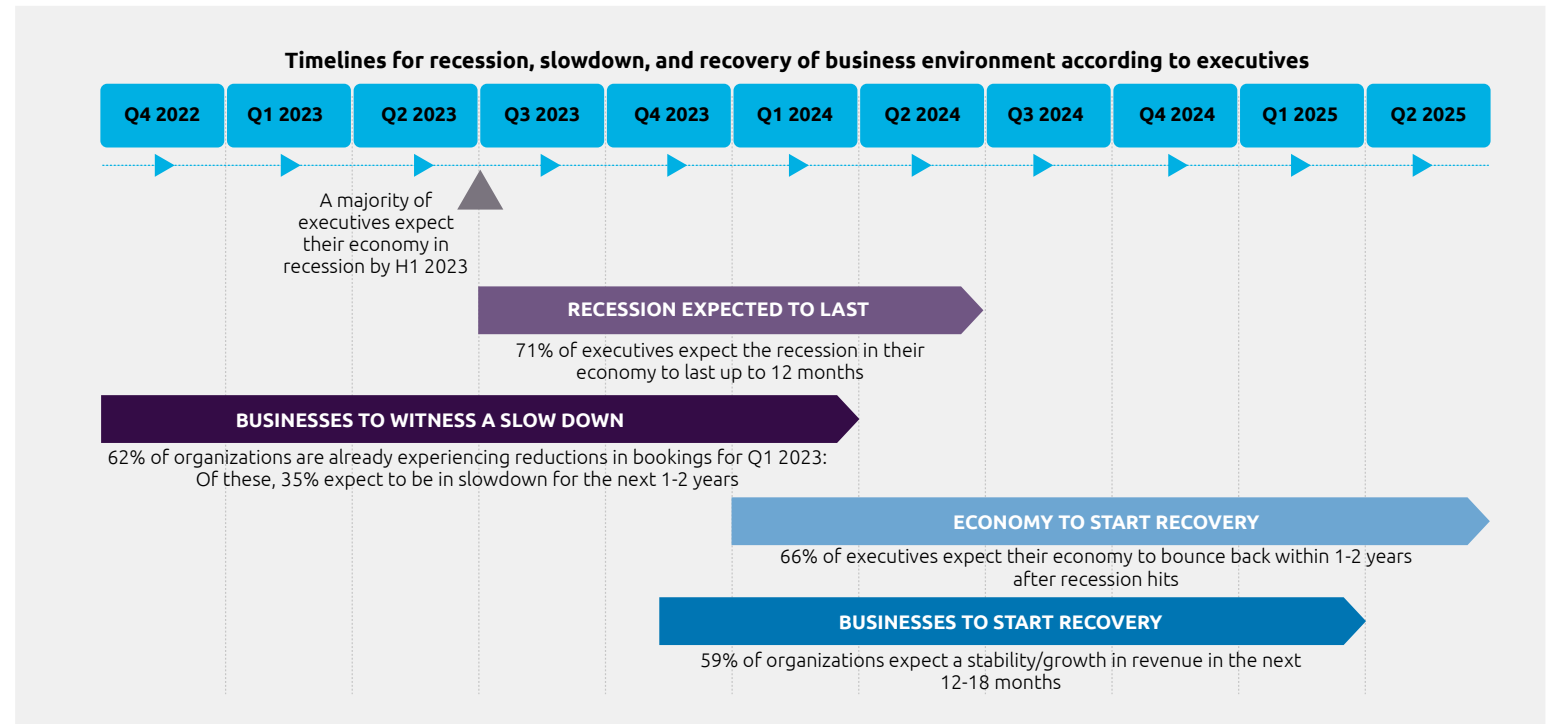 Timelines for recession, slowdown, and recovery of business environment according to executives
Q4 2022 Q1 2023 Q2 2023 Q3 2023 Q4 2023 Q1 2024 Q2 2024 Q3 2024 Q4 2024 Q1 2025 Q2 2025
A majority of
executives expect
their economy in
recession by H1 2023
RECESSION EXPECTED TO LAST
71% of executives expect the recession in their
economy to last up to 12 months
BUSINESSES TO WITNESS A SLOW DOWN
62% of organizations are already experiencing reductions in bookings for Q1 2023:
Of these, 35% expect to be in slowdown for the next 1-2 years
ECONOMY TO START RECOVERY
66% of executives expect their economy to bounce back within 1-2 years
after recession hits
BUSINESSES TO START RECOVERY
59% of organizations expect a stability/growth in revenue in the next
12-18 months